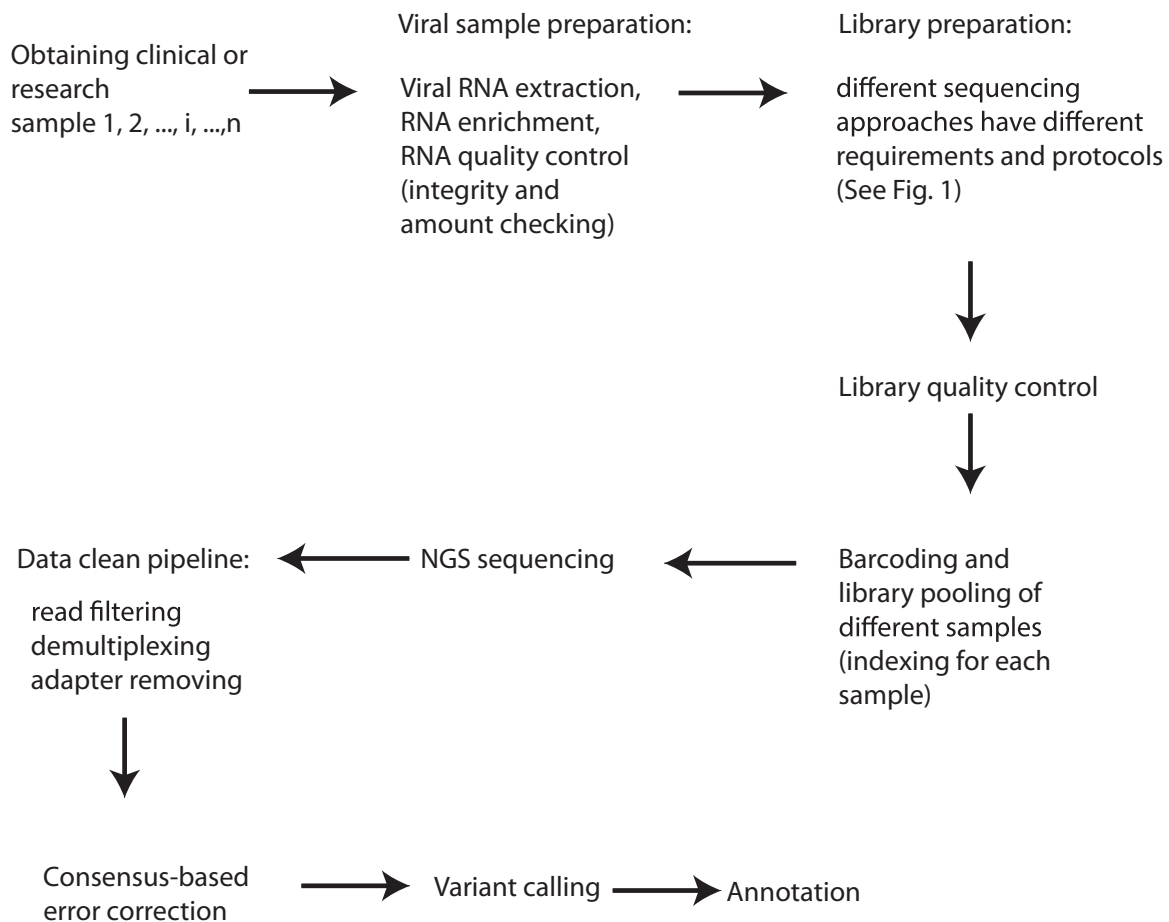 Obtaining clinical or
research
sample 1, 2, ..., i, ...,n
Viral sample preparation:
Viral RNA extraction,
RNA enrichment,
RNA quality control
(integrity and
amount checking)
Library preparation:
different sequencing
approaches have different
requirements and protocols
(See Fig. 1)
Library quality control
Barcoding and
library pooling of
different samples
(indexing for each
sample)
NGS sequencing
Data clean pipeline:
read filtering
demultiplexing
adapter removing
Consensus-based
error correction
Variant calling
Annotation